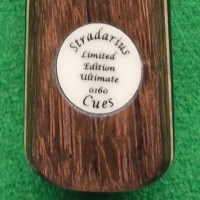 Stradarius
Limited
Edition
Ultimate
0160
Cues